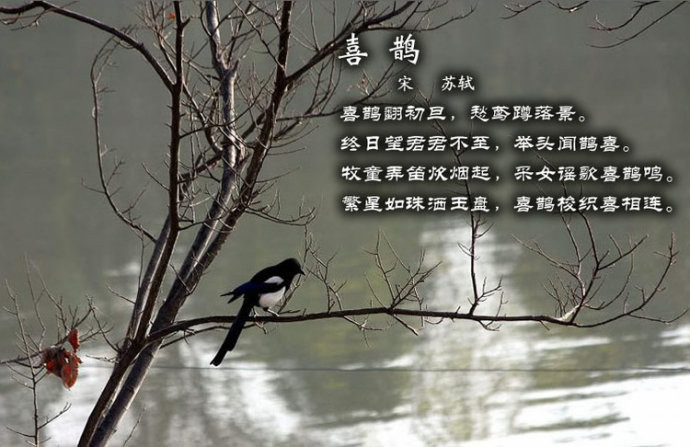 喜鹊
宋 苏轼
喜鹊翻初旦，愁鸢蹲落景。
终日望君君不至，举头闻鹊喜。
牧童弄笛炊烟起，采女谣歌喜鹊鸣。
繁星如珠洒玉盘，喜鹊梭织喜相连。